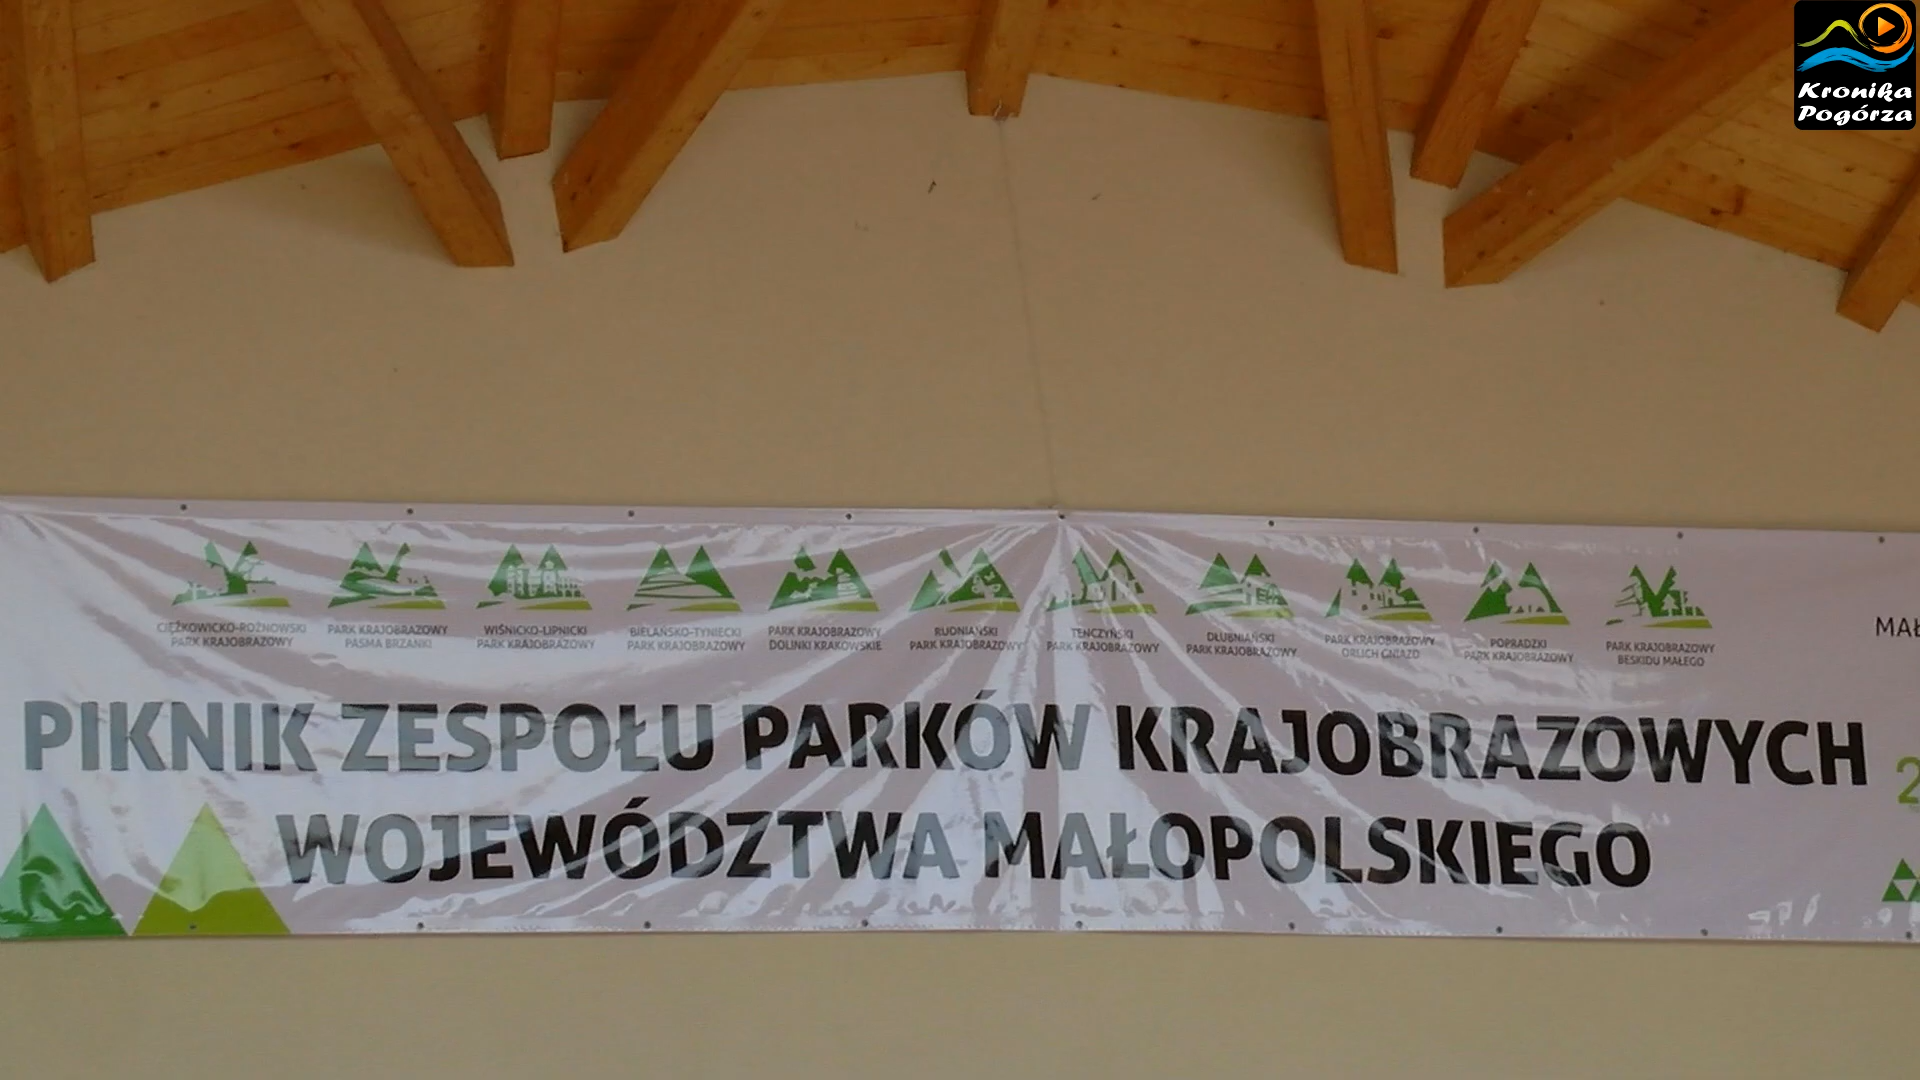 Kronika
Pogórza
CIĘŻKOWICKO-ROŻNOWSKI
PARK KRAJOBRAZOWY
PARK KRAJOBRAZOWY
PASMA BRZANKI
WIŚNICKO-LIPNICKI
PARK KRAJOBRAZOWY
BIELAŃSKO-TYNIECKI
PARK KRAJOBRAZOWY
PARK KRAJOBRAZOWY
DOLINKI KRAKOWSKIE
RUDNIAŃSKI
PARK KRAJOBRAZOWY
TENCZYŃSKI
PARK KRAJOBRAZOWY
DŁUBNIAŃSKI
PARK KRAJOBRAZOWY
PARK KRAJOBRAZOWY
ORLICH GNIAZD
POPRADZKI
PARK KRAJOBRAZOWY
PARK KRAJOBRAZOWY
BESKIDU MAŁEGO
PIKNIK ZESPOŁU PARKÓW KRAJOBRAZOWYCH
WOJEWÓDZTWA MAŁOPOLSKIEGO